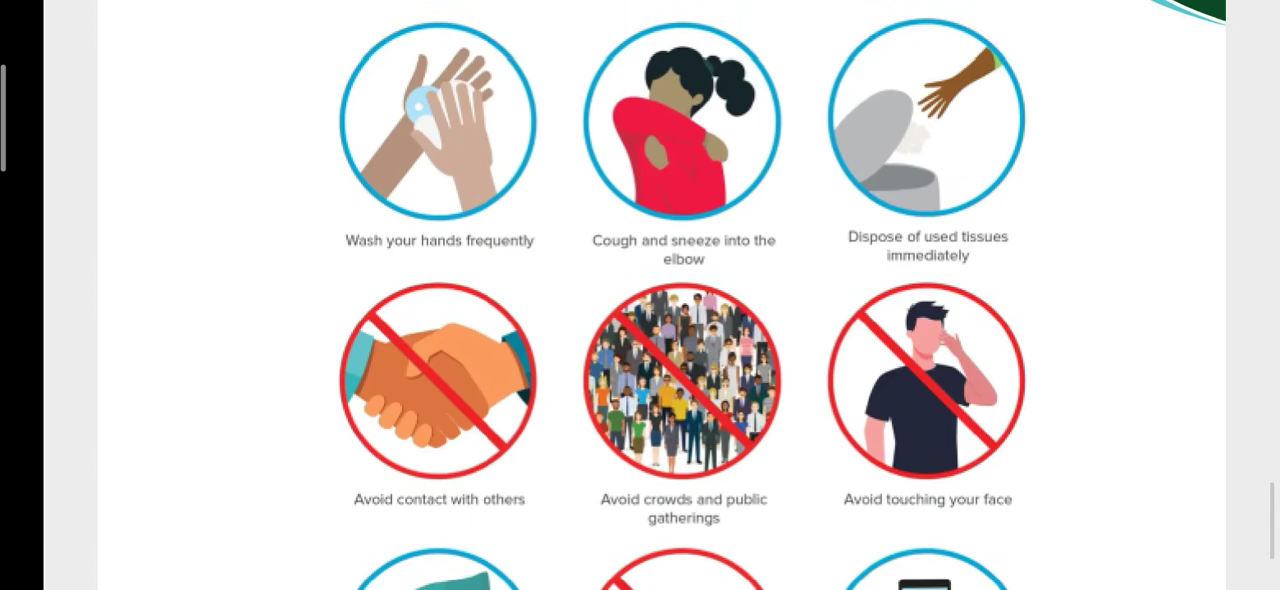 Wash your hands frequently
Cough and sneeze into the
elbow
Dispose of used tissues
immediately
Avoid contact with others
Avoid crowds and public
gatherings
Avoid touching your face